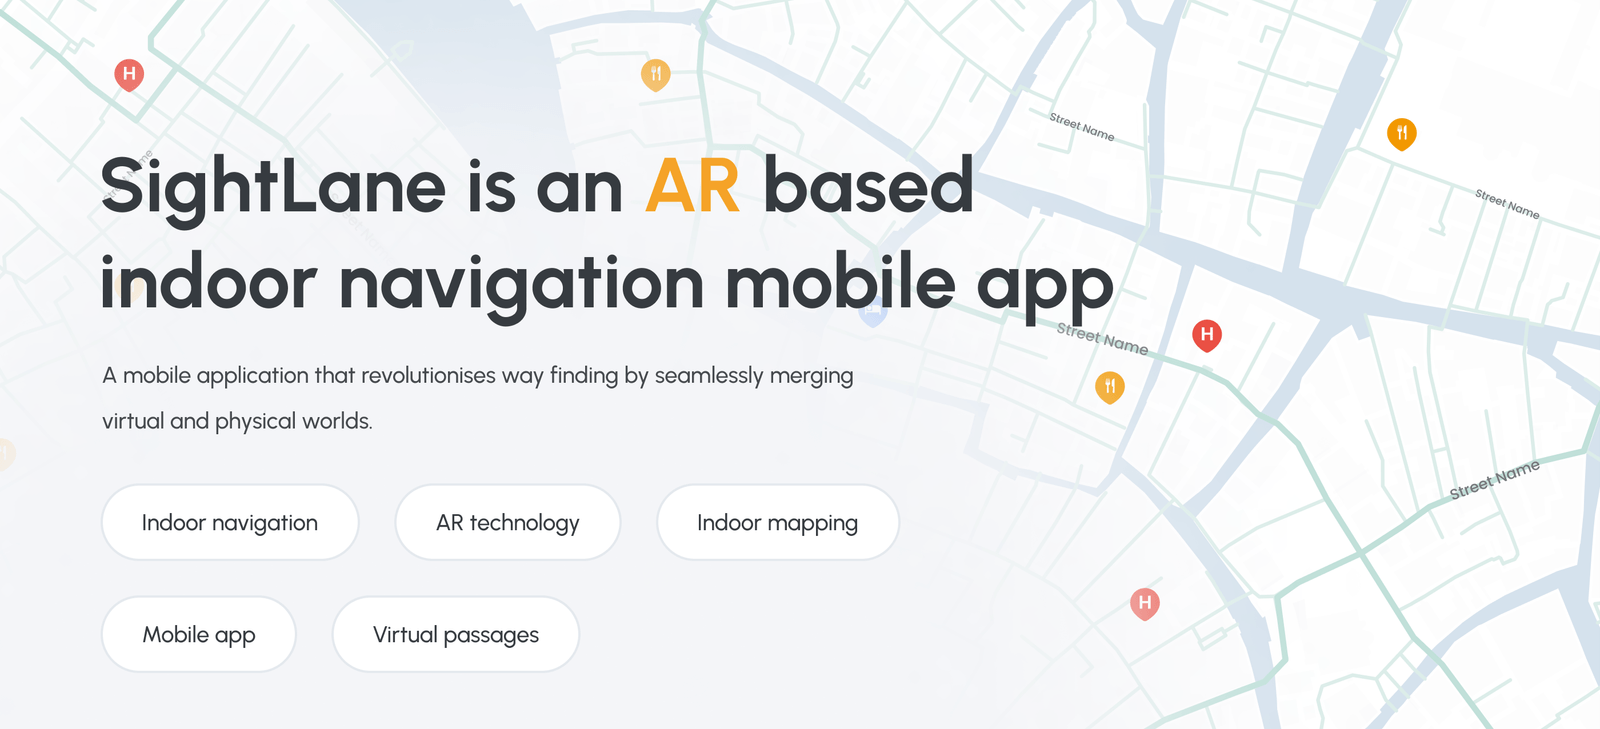 H
Street Name
SightLane is an AR based
indoor navigation mobile app
Street Name
Street Name
H
A mobile application that revolutionises way finding by seamlessly merging
virtual and physical worlds.
Street Name
Indoor navigation
AR technology
Indoor mapping
H
Mobile app
Virtual passages